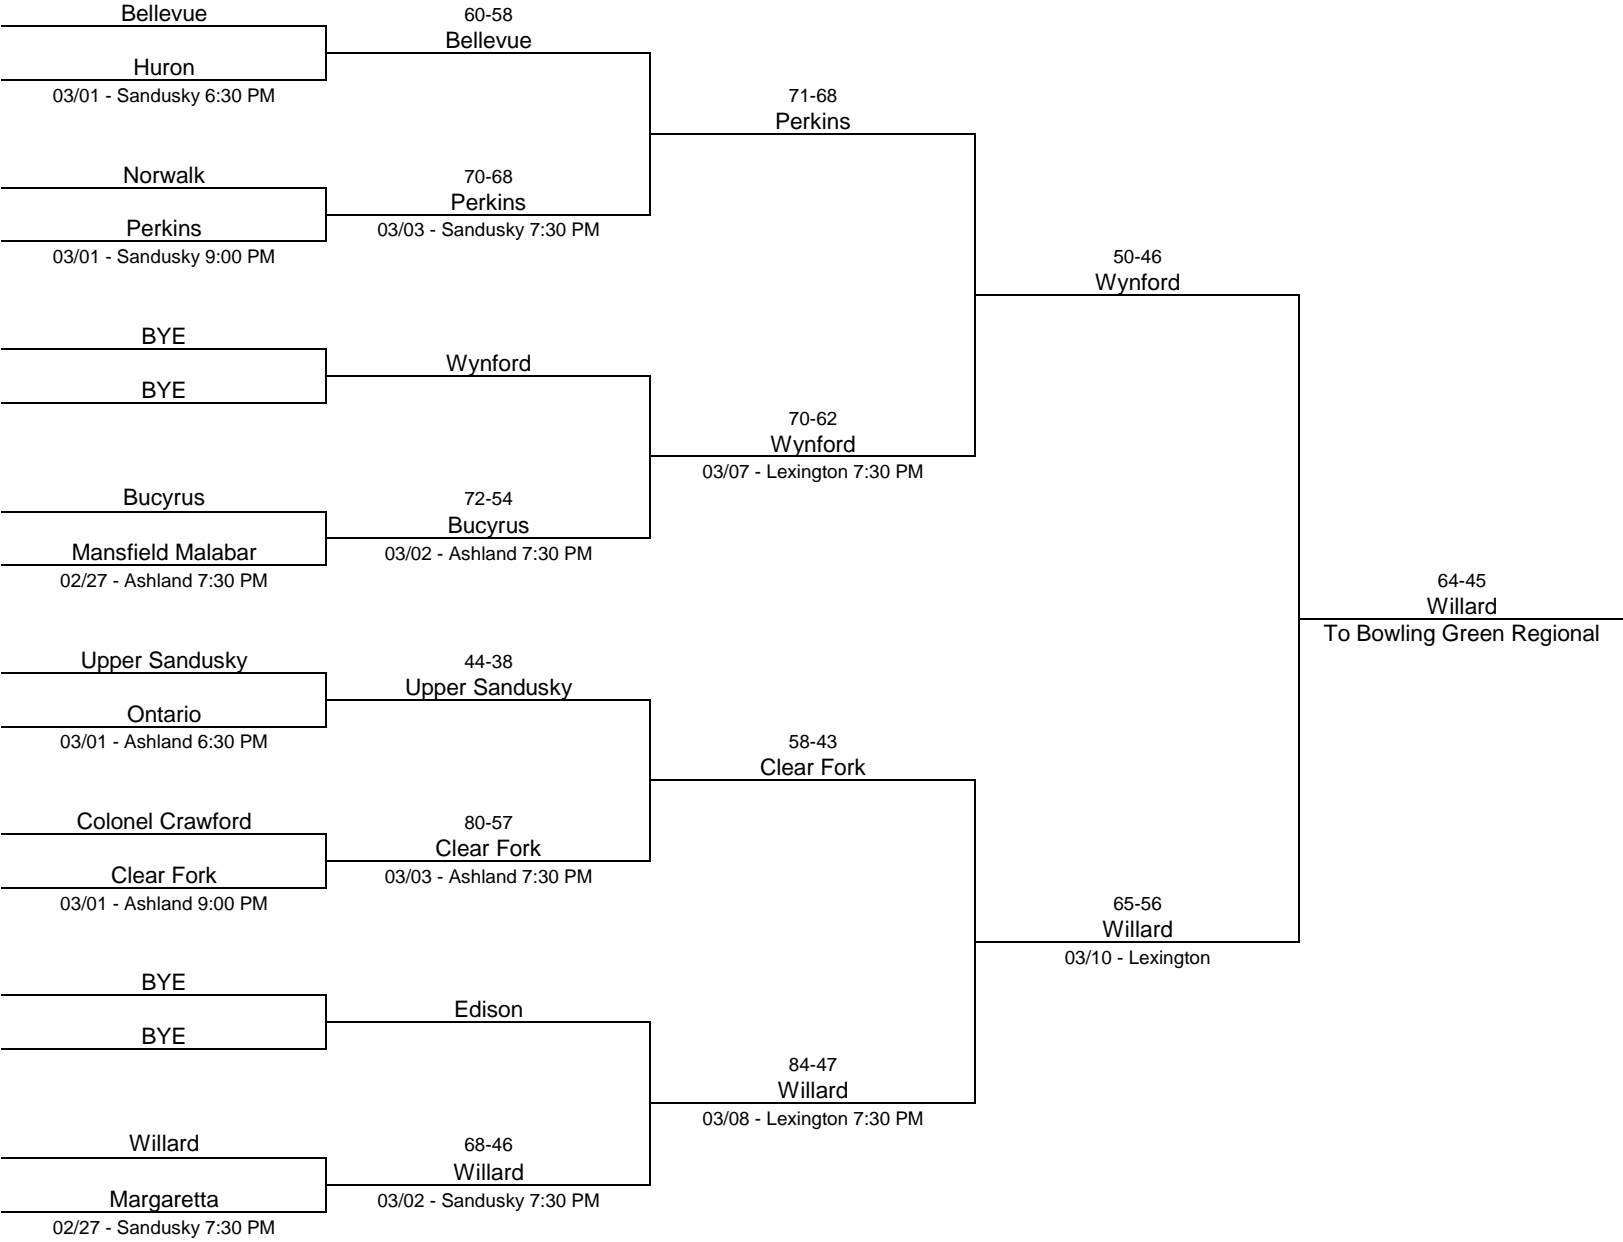 Bellevue
Huron
03/01 - Sandusky 6:30 PM
Norwalk
Perkins
03/01 - Sandusky 9:00 PM
BYE
BYE
Bucyrus
Mansfield Malabar
02/27 - Ashland 7:30 PM
Upper Sandusky
Ontario
03/01 - Ashland 6:30 PM
Colonel Crawford
Clear Fork
03/01 - Ashland 9:00 PM
BYE
BYE
Willard
Margaretta
02/27 - Sandusky 7:30 PM
60-58
Bellevue
70-68
Perkins
03/03 - Sandusky 7:30 PM
Wynford
72-54
Bucyrus
03/02 - Ashland 7:30 PM
44-38
Upper Sandusky
80-57
Clear Fork
03/03 - Ashland 7:30 PM
Edison
68-46
Willard
03/02 - Sandusky 7:30 PM
71-68
Perkins
70-62
Wynford
03/07 - Lexington 7:30 PM
58-43
Clear Fork
84-47
Willard
03/08 - Lexington 7:30 PM
50-46
Wynford
65-56
Willard
03/10 - Lexington
64-45
Willard
To Bowling Green Regional